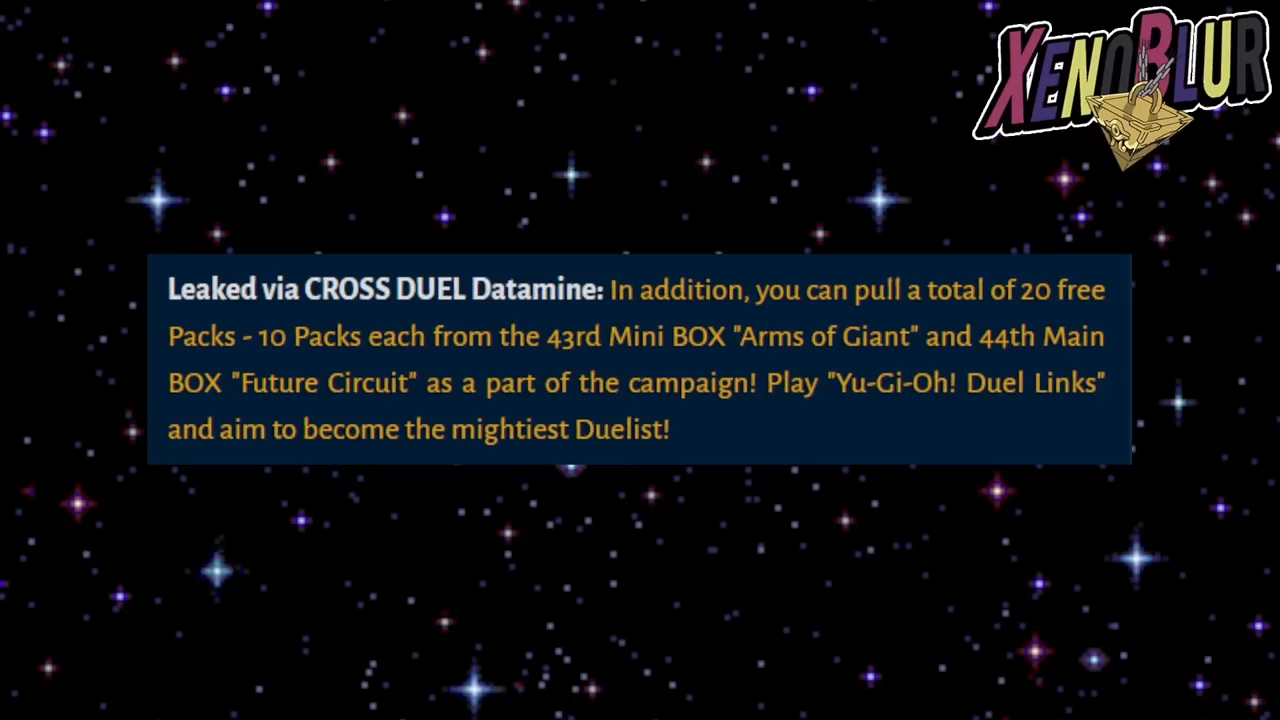 XENOBLUR
Leaked via CROSS DUEL Datamine: In addition, you can pull a total of 20 free
Packs - 10 Packs each from the 43rd Mini BOX "Arms of Giant" and 44th Main
BOX "Future Circuit" as a part of the campaign! Play "Yu-Gi-Oh! Duel Links"
and aim to become the mightiest Duelist!